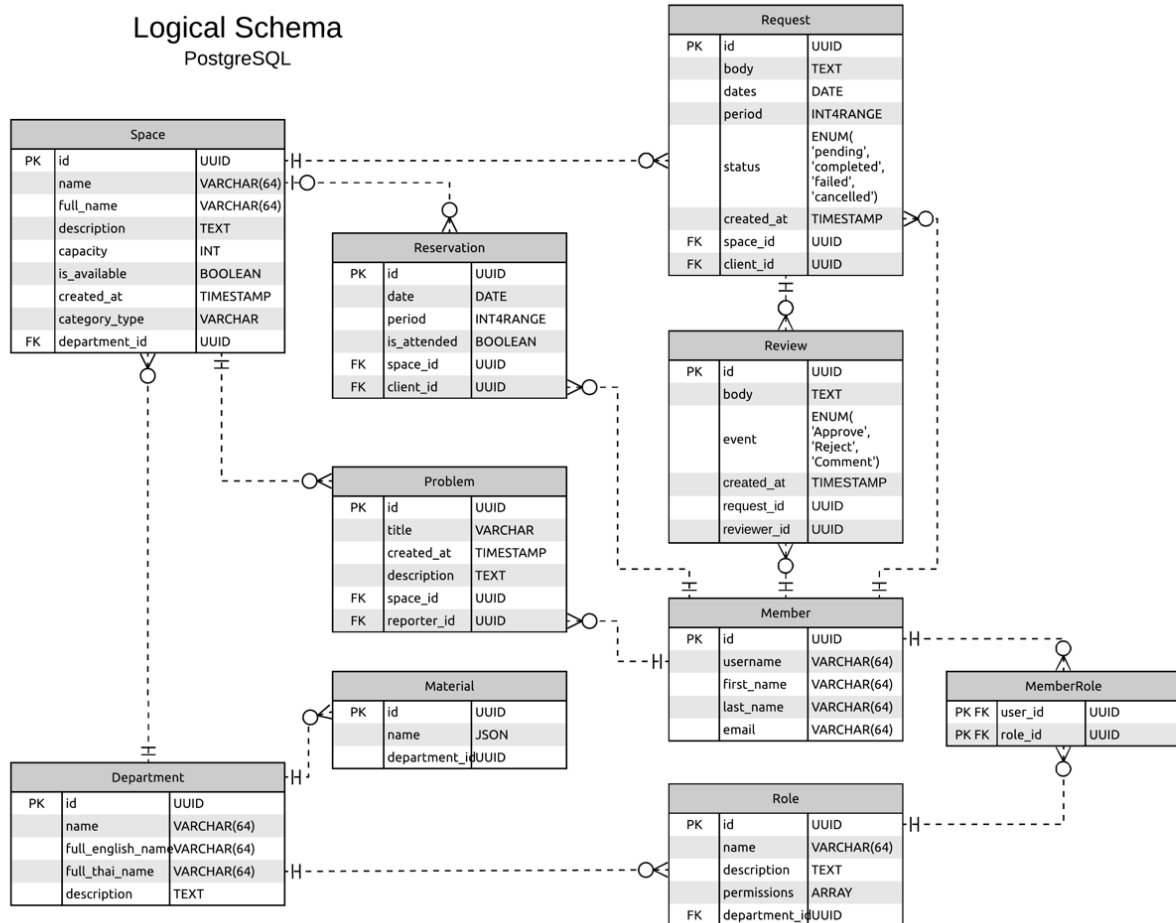 Logical Schema
PostgreSQL
Space
PK id UUID
name VARCHAR(64)
full_name VARCHAR(64)
description TEXT
capacity INT
is_available BOOLEAN
created_at TIMESTAMP
category_type VARCHAR
FK department_id UUID
Reservation
PK id UUID
date DATE
period INT4RANGE
is_attended BOOLEAN
FK space_id UUID
FK client_id UUID
Problem
PK id UUID
title VARCHAR
created_at TIMESTAMP
description TEXT
FK space_id UUID
FK reporter_id UUID
Material
PK id UUID
name JSON
department_id UUID
Department
PK id UUID
name VARCHAR(64)
full_english_name VARCHAR(64)
full_thai_name VARCHAR(64)
description TEXT
Request
PK id UUID
body TEXT
dates DATE
period INT4RANGE
status ENUM(
'pending',
'completed',
'failed',
'cancelled')
created_at TIMESTAMP
FK space_id UUID
FK client_id UUID
Review
PK id UUID
body TEXT
event ENUM(
'Approve',
'Reject',
'Comment')
created_at TIMESTAMP
request_id UUID
reviewer_id UUID
Member
PK id UUID
username VARCHAR(64)
first_name VARCHAR(64)
last_name VARCHAR(64)
email VARCHAR(64)
MemberRole
PK FK user_id UUID
PK FK role_id UUID
Role
PK id UUID
name VARCHAR(64)
description TEXT
permissions ARRAY
FK department_id UUID